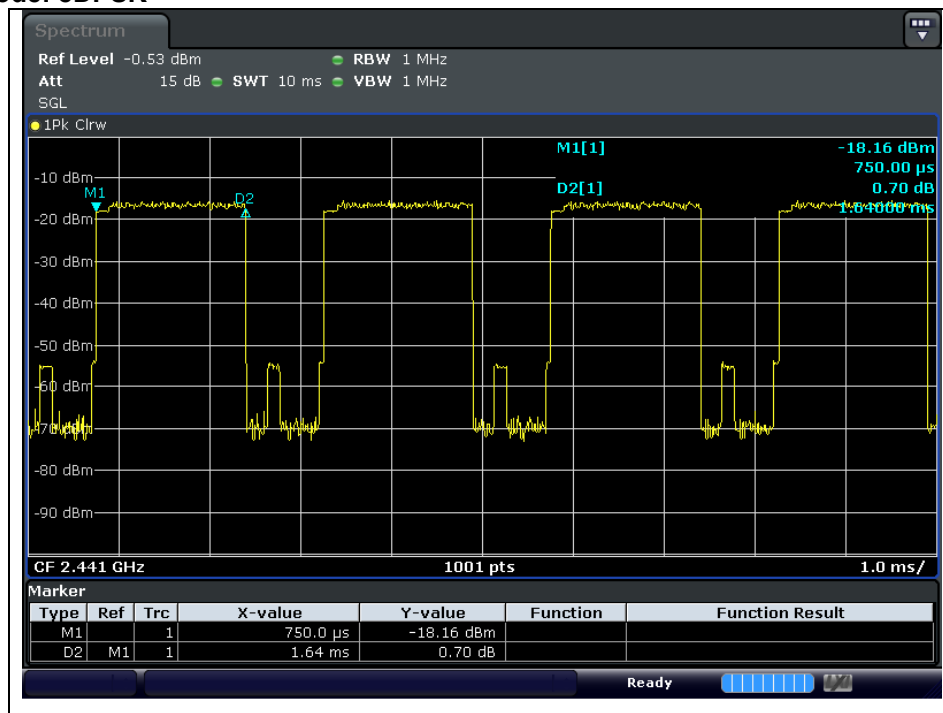 Spectrum
Ref Level -0.53 dBm RBW 1 MHz
Att 15 dB SWT 10 ms VBW 1 MHz
SGL
1Pk Clrw
M1[1] -18.16 dBm
750.00 µs
D2[1] 0.70 dB
1.64000 ms
M1
D2
-10 dBm
-20 dBm
-30 dBm
-40 dBm
-50 dBm
-60 dBm
-70 dBm
-80 dBm
-90 dBm
CF 2.441 GHz 1001 pts 1.0 ms/
Marker
Type Ref Trc X-value Y-value Function Function Result
M1 1 750.0 µs -18.16 dBm
D2 M1 1 1.64 ms 0.70 dB
Ready